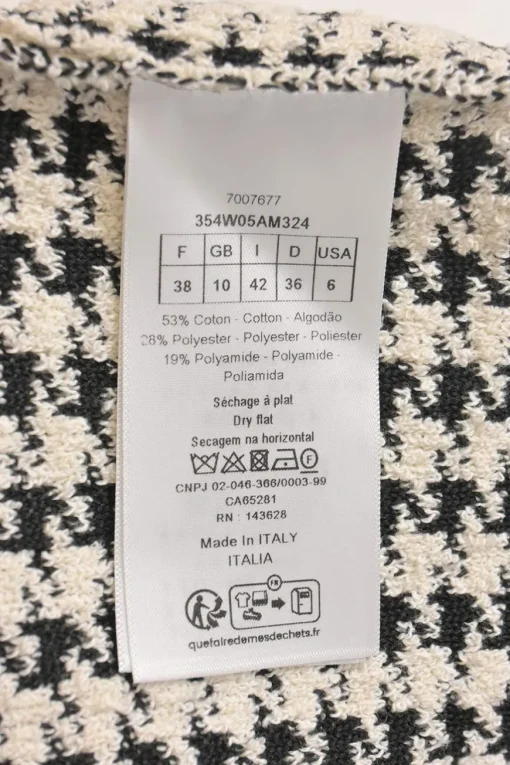 7007677
354W05AM324
F GB I D USA
38 10 42 36 6
53% Coton - Cotton - Algodão
28% Polyester - Polyester - Poliester
19% Polyamide - Polyamide -
Poliamida
Séchage à plat
Dry flat
Secagem na horizontal
F
CNPJ 02-046-366/0003-99
CA65281
RN : 143628
Made In ITALY
ITALIA
FR
quefairedemesdechets.fr